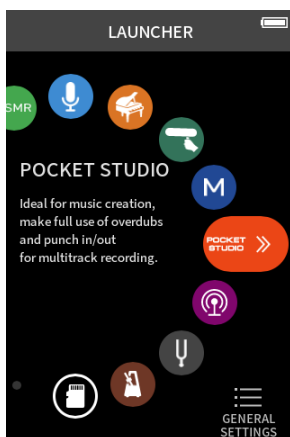 LAUNCHER
SMR
POCKET STUDIO
Ideal for music creation,
make full use of overdubs
and punch in/out
for multitrack recording.
M
POCKET
STUDIO
GENERAL
SETTINGS